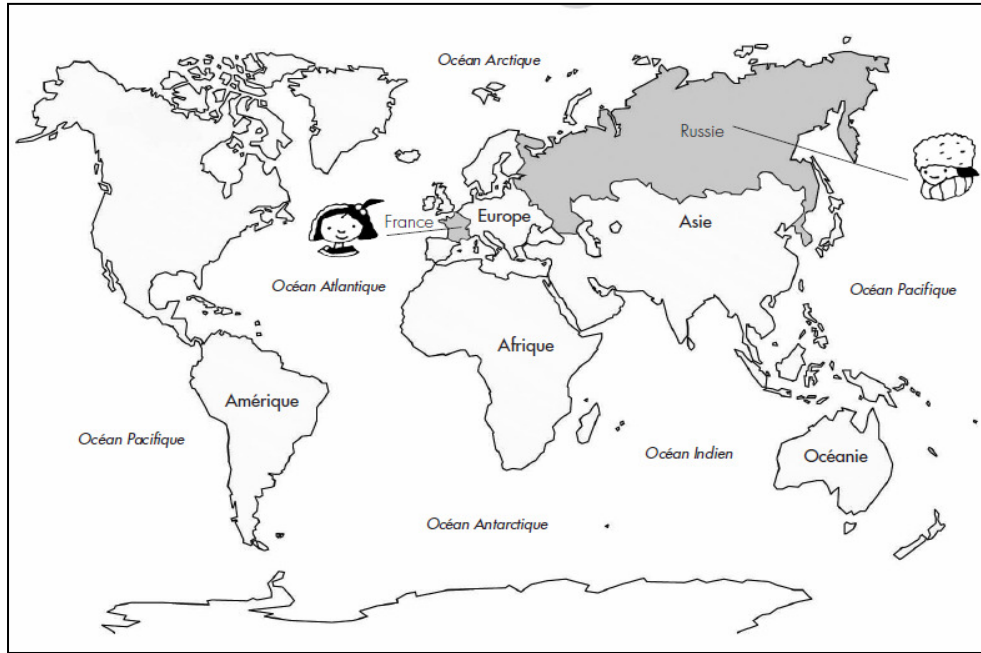 Océan Arctique
Russie
France
Europe
Asie
Océan Atlantique
Océan Pacifique
Afrique
Amérique
Océan Pacifique
Océan Indien
Océanie
Océan Antarctique